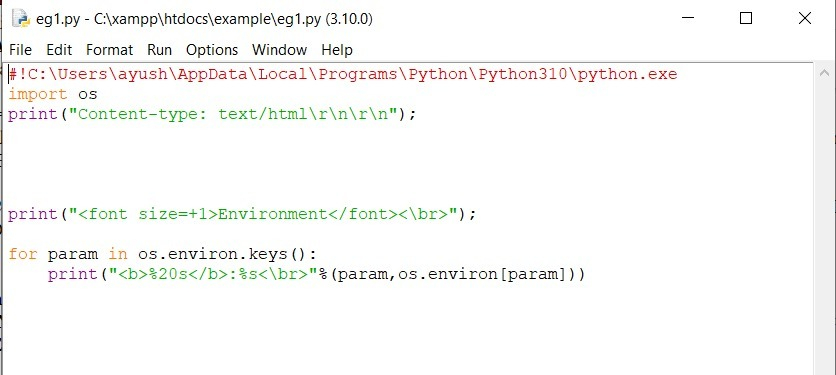 eg1.py - C:\xampp\htdocs\example\eg1.py (3.10.0)
File Edit Format Run Options Window Help
#!C:\Users\ayush\AppData\Local\Programs\Python\Python310\python.exe
import os
print("Content-type: text/html\r\n\r\n");
print("<font size=+1>Environment</font><\br>");
for param in os.environ.keys():
    print("<b>%20s</b>:%s<\br>"%(param,os.environ[param]))